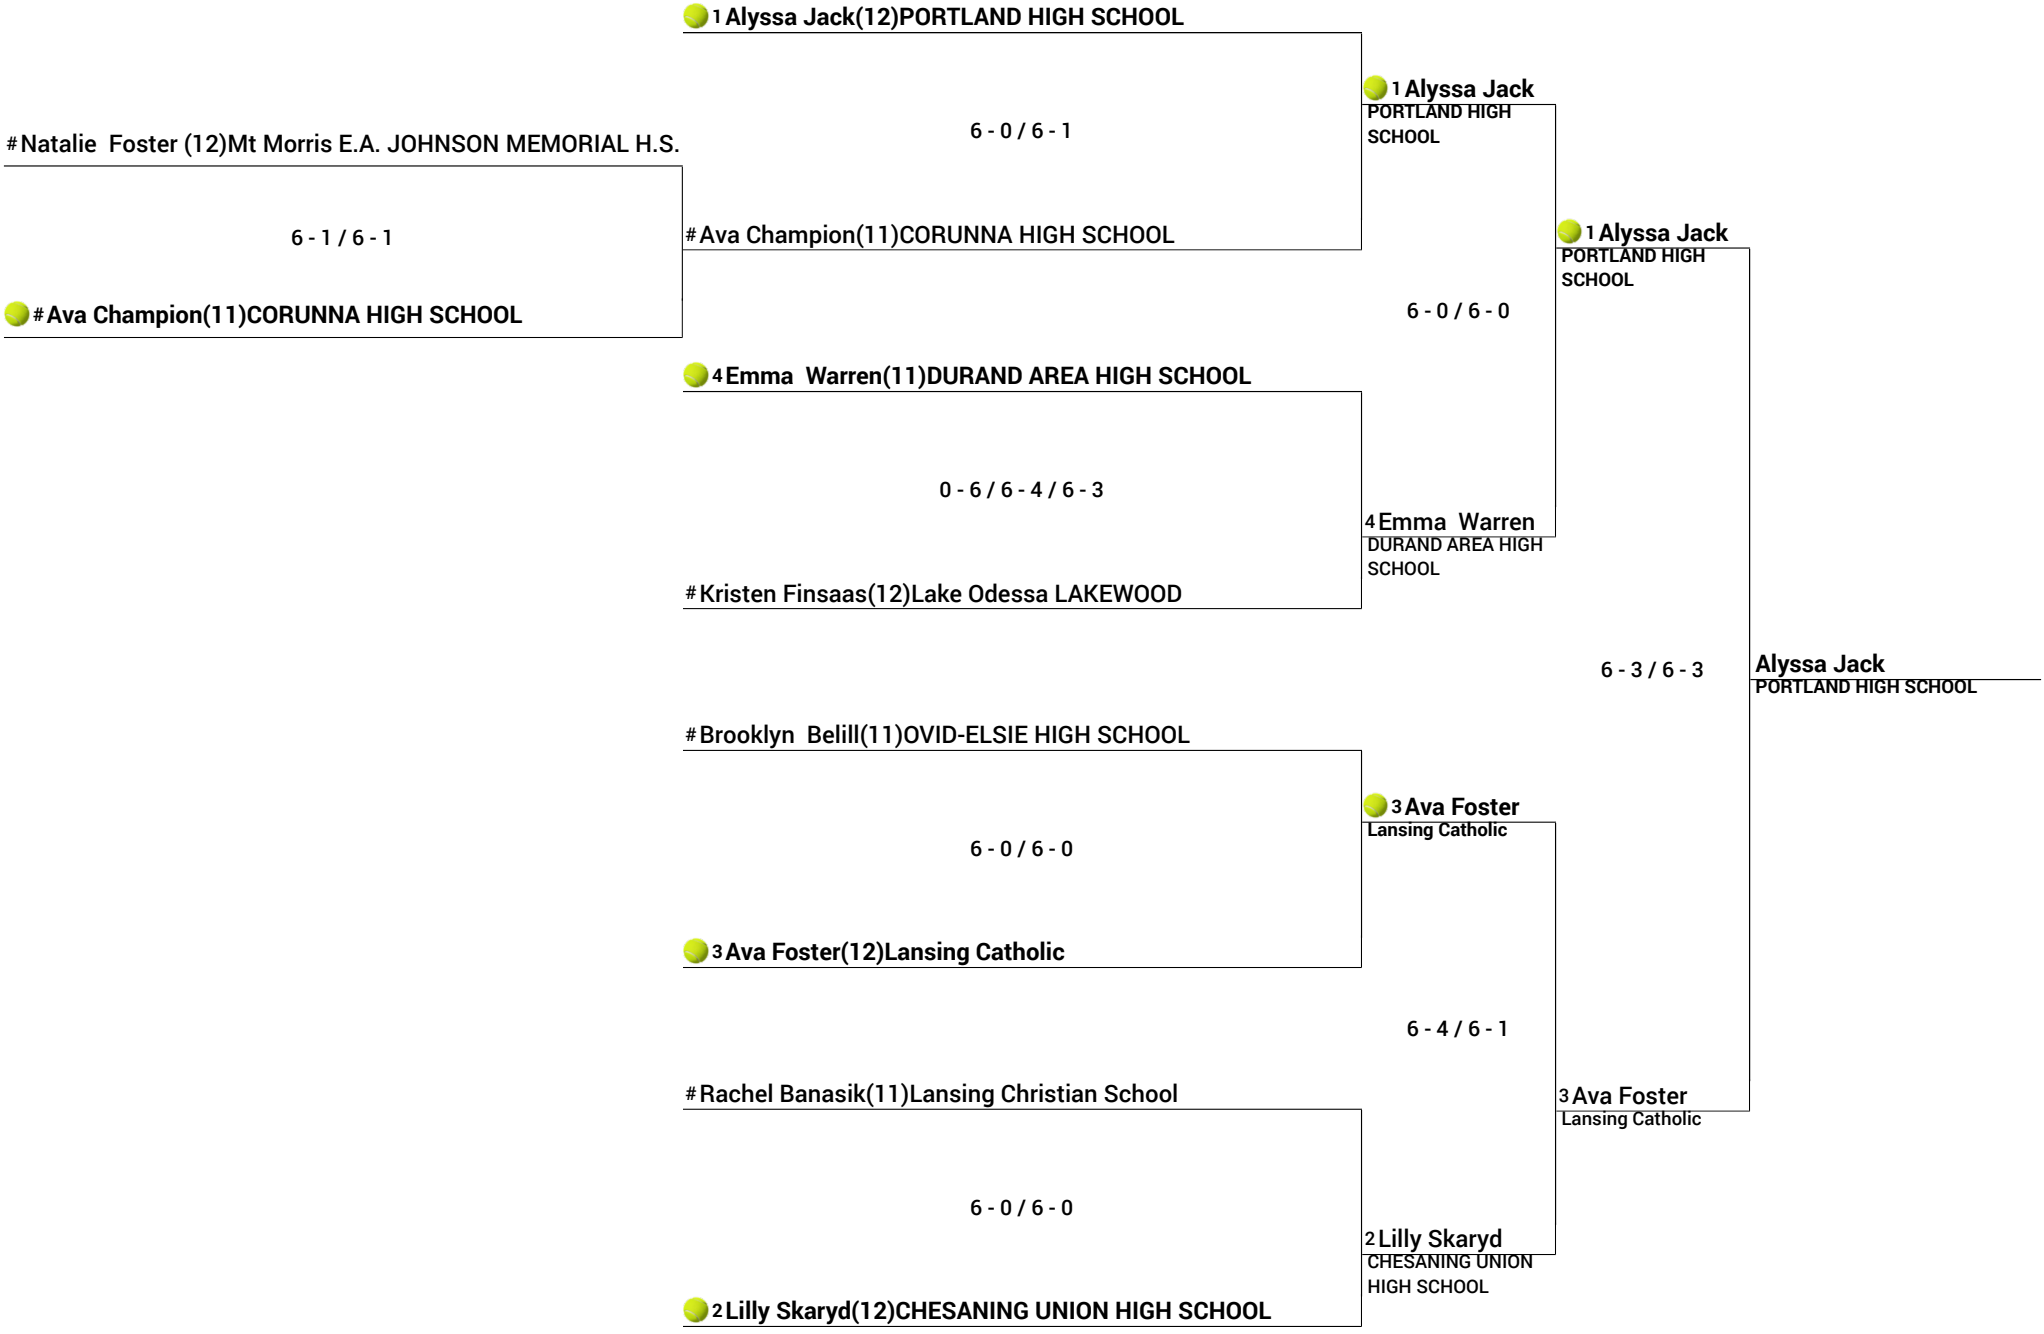 1 Alyssa Jack(12)PORTLAND HIGH SCHOOL
1 Alyssa Jack
PORTLAND HIGH
SCHOOL
6 - 0 / 6 - 1
#Natalie  Foster (12)Mt Morris E.A. JOHNSON MEMORIAL H.S.
6 - 1 / 6 - 1
#Ava Champion(11)CORUNNA HIGH SCHOOL
1 Alyssa Jack
PORTLAND HIGH
SCHOOL
#Ava Champion(11)CORUNNA HIGH SCHOOL
6 - 0 / 6 - 0
4 Emma  Warren(11)DURAND AREA HIGH SCHOOL
0 - 6 / 6 - 4 / 6 - 3
4 Emma  Warren
DURAND AREA HIGH
SCHOOL
#Kristen Finsaas(12)Lake Odessa LAKEWOOD
6 - 3 / 6 - 3
Alyssa Jack
PORTLAND HIGH SCHOOL
#Brooklyn  Belill(11)OVID-ELSIE HIGH SCHOOL
3 Ava Foster
Lansing Catholic
6 - 0 / 6 - 0
3 Ava Foster(12)Lansing Catholic
6 - 4 / 6 - 1
#Rachel Banasik(11)Lansing Christian School
3 Ava Foster
Lansing Catholic
6 - 0 / 6 - 0
2 Lilly Skaryd
CHESANING UNION
HIGH SCHOOL
2 Lilly Skaryd(12)CHESANING UNION HIGH SCHOOL